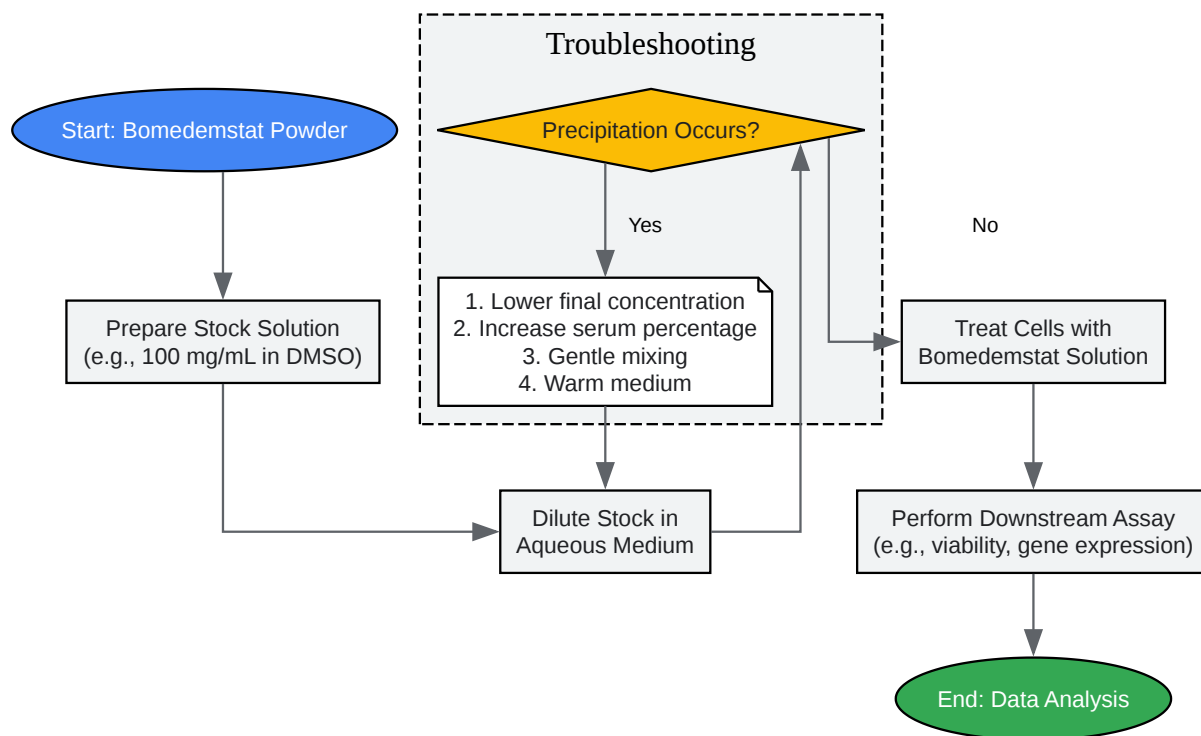 Troubleshooting
Start: Bomedemstat Powder
Precipitation Occurs?
Yes
No
1. Lower final concentration
2. Increase serum percentage
3. Gentle mixing
4. Warm medium
Prepare Stock Solution
(e.g., 100 mg/mL in DMSO)
Treat Cells with
Bomedemstat Solution
Dilute Stock in
Aqueous Medium
Perform Downstream Assay
(e.g., viability, gene expression)
End: Data Analysis